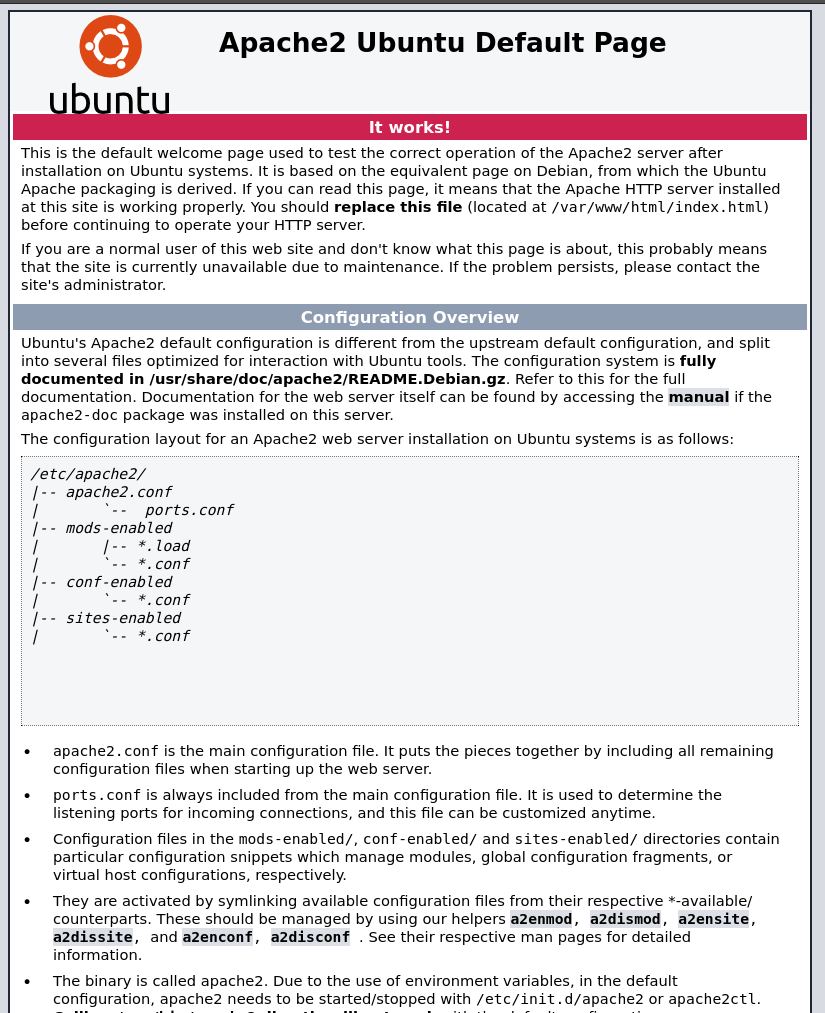 ubuntu
Apache2 Ubuntu Default Page
It works!
This is the default welcome page used to test the correct operation of the Apache2 server after
installation on Ubuntu systems. It is based on the equivalent page on Debian, from which the Ubuntu
Apache packaging is derived. If you can read this page, it means that the Apache HTTP server installed
at this site is working properly. You should replace this file (located at /var/www/html/index.html)
before continuing to operate your HTTP server.
If you are a normal user of this web site and don't know what this page is about, this probably means
that the site is currently unavailable due to maintenance. If the problem persists, please contact the
site's administrator.
Configuration Overview
Ubuntu's Apache2 default configuration is different from the upstream default configuration, and split
into several files optimized for interaction with Ubuntu tools. The configuration system is fully
documented in /usr/share/doc/apache2/README.Debian.gz. Refer to this for the full
documentation. Documentation for the web server itself can be found by accessing the manual if the
apache2-doc package was installed on this server.
The configuration layout for an Apache2 web server installation on Ubuntu systems is as follows:
/etc/apache2/
|-- apache2.conf
|       `--  ports.conf
|-- mods-enabled
|       |-- *.load
|       `-- *.conf
|-- conf-enabled
|       `-- *.conf
|-- sites-enabled
|       `-- *.conf
• apache2.conf is the main configuration file. It puts the pieces together by including all remaining
configuration files when starting up the web server.
• ports.conf is always included from the main configuration file. It is used to determine the
listening ports for incoming connections, and this file can be customized anytime.
• Configuration files in the mods-enabled/, conf-enabled/ and sites-enabled/ directories contain
particular configuration snippets which manage modules, global configuration fragments, or
virtual host configurations, respectively.
• They are activated by symlinking available configuration files from their respective *-available/
counterparts. These should be managed by using our helpers a2enmod, a2dismod, a2ensite,
a2dissite, and a2enconf, a2disconf . See their respective man pages for detailed
information.
• The binary is called apache2. Due to the use of environment variables, in the default
configuration, apache2 needs to be started/stopped with /etc/init.d/apache2 or apache2ctl.